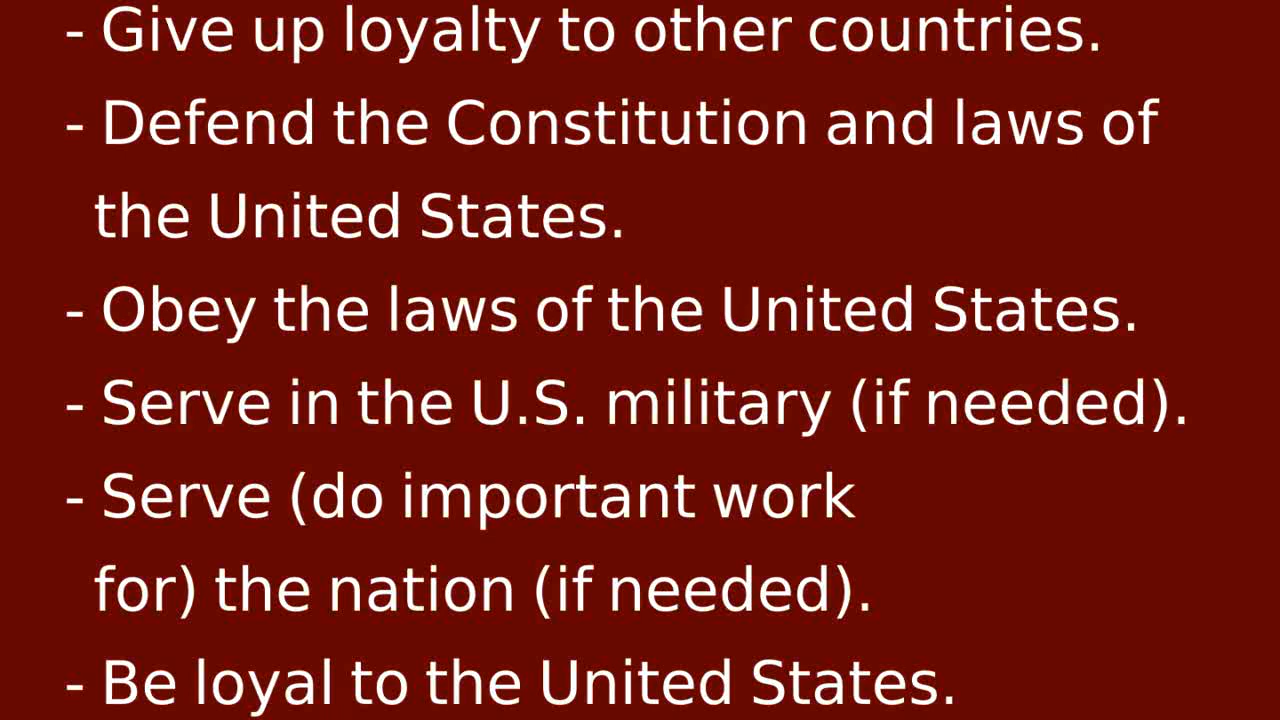 - Give up loyalty to other countries.
- Defend the Constitution and laws of
the United States.
- Obey the laws of the United States.
- Serve in the U.S. military (if needed).
- Serve (do important work
for) the nation (if needed).
- Be loyal to the United States.